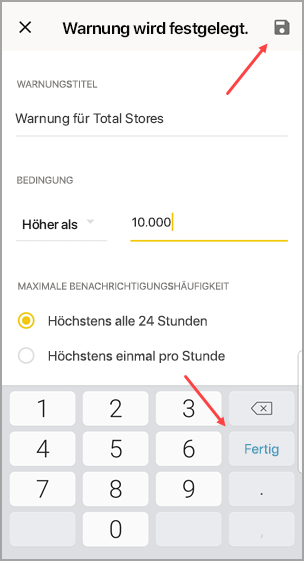 Warnung wird festgelegt.
WARNUNGSTITEL
Warnung für Total Stores
BEDINGUNG
Höher als 10.000
MAXIMALE BENACHRICHTIGUNGSHÄUFIGKEIT
Höchstens alle 24 Stunden
Höchstens einmal pro Stunde
1 2 3
4 5 6 Fertig
7 8 9 .
0 ,